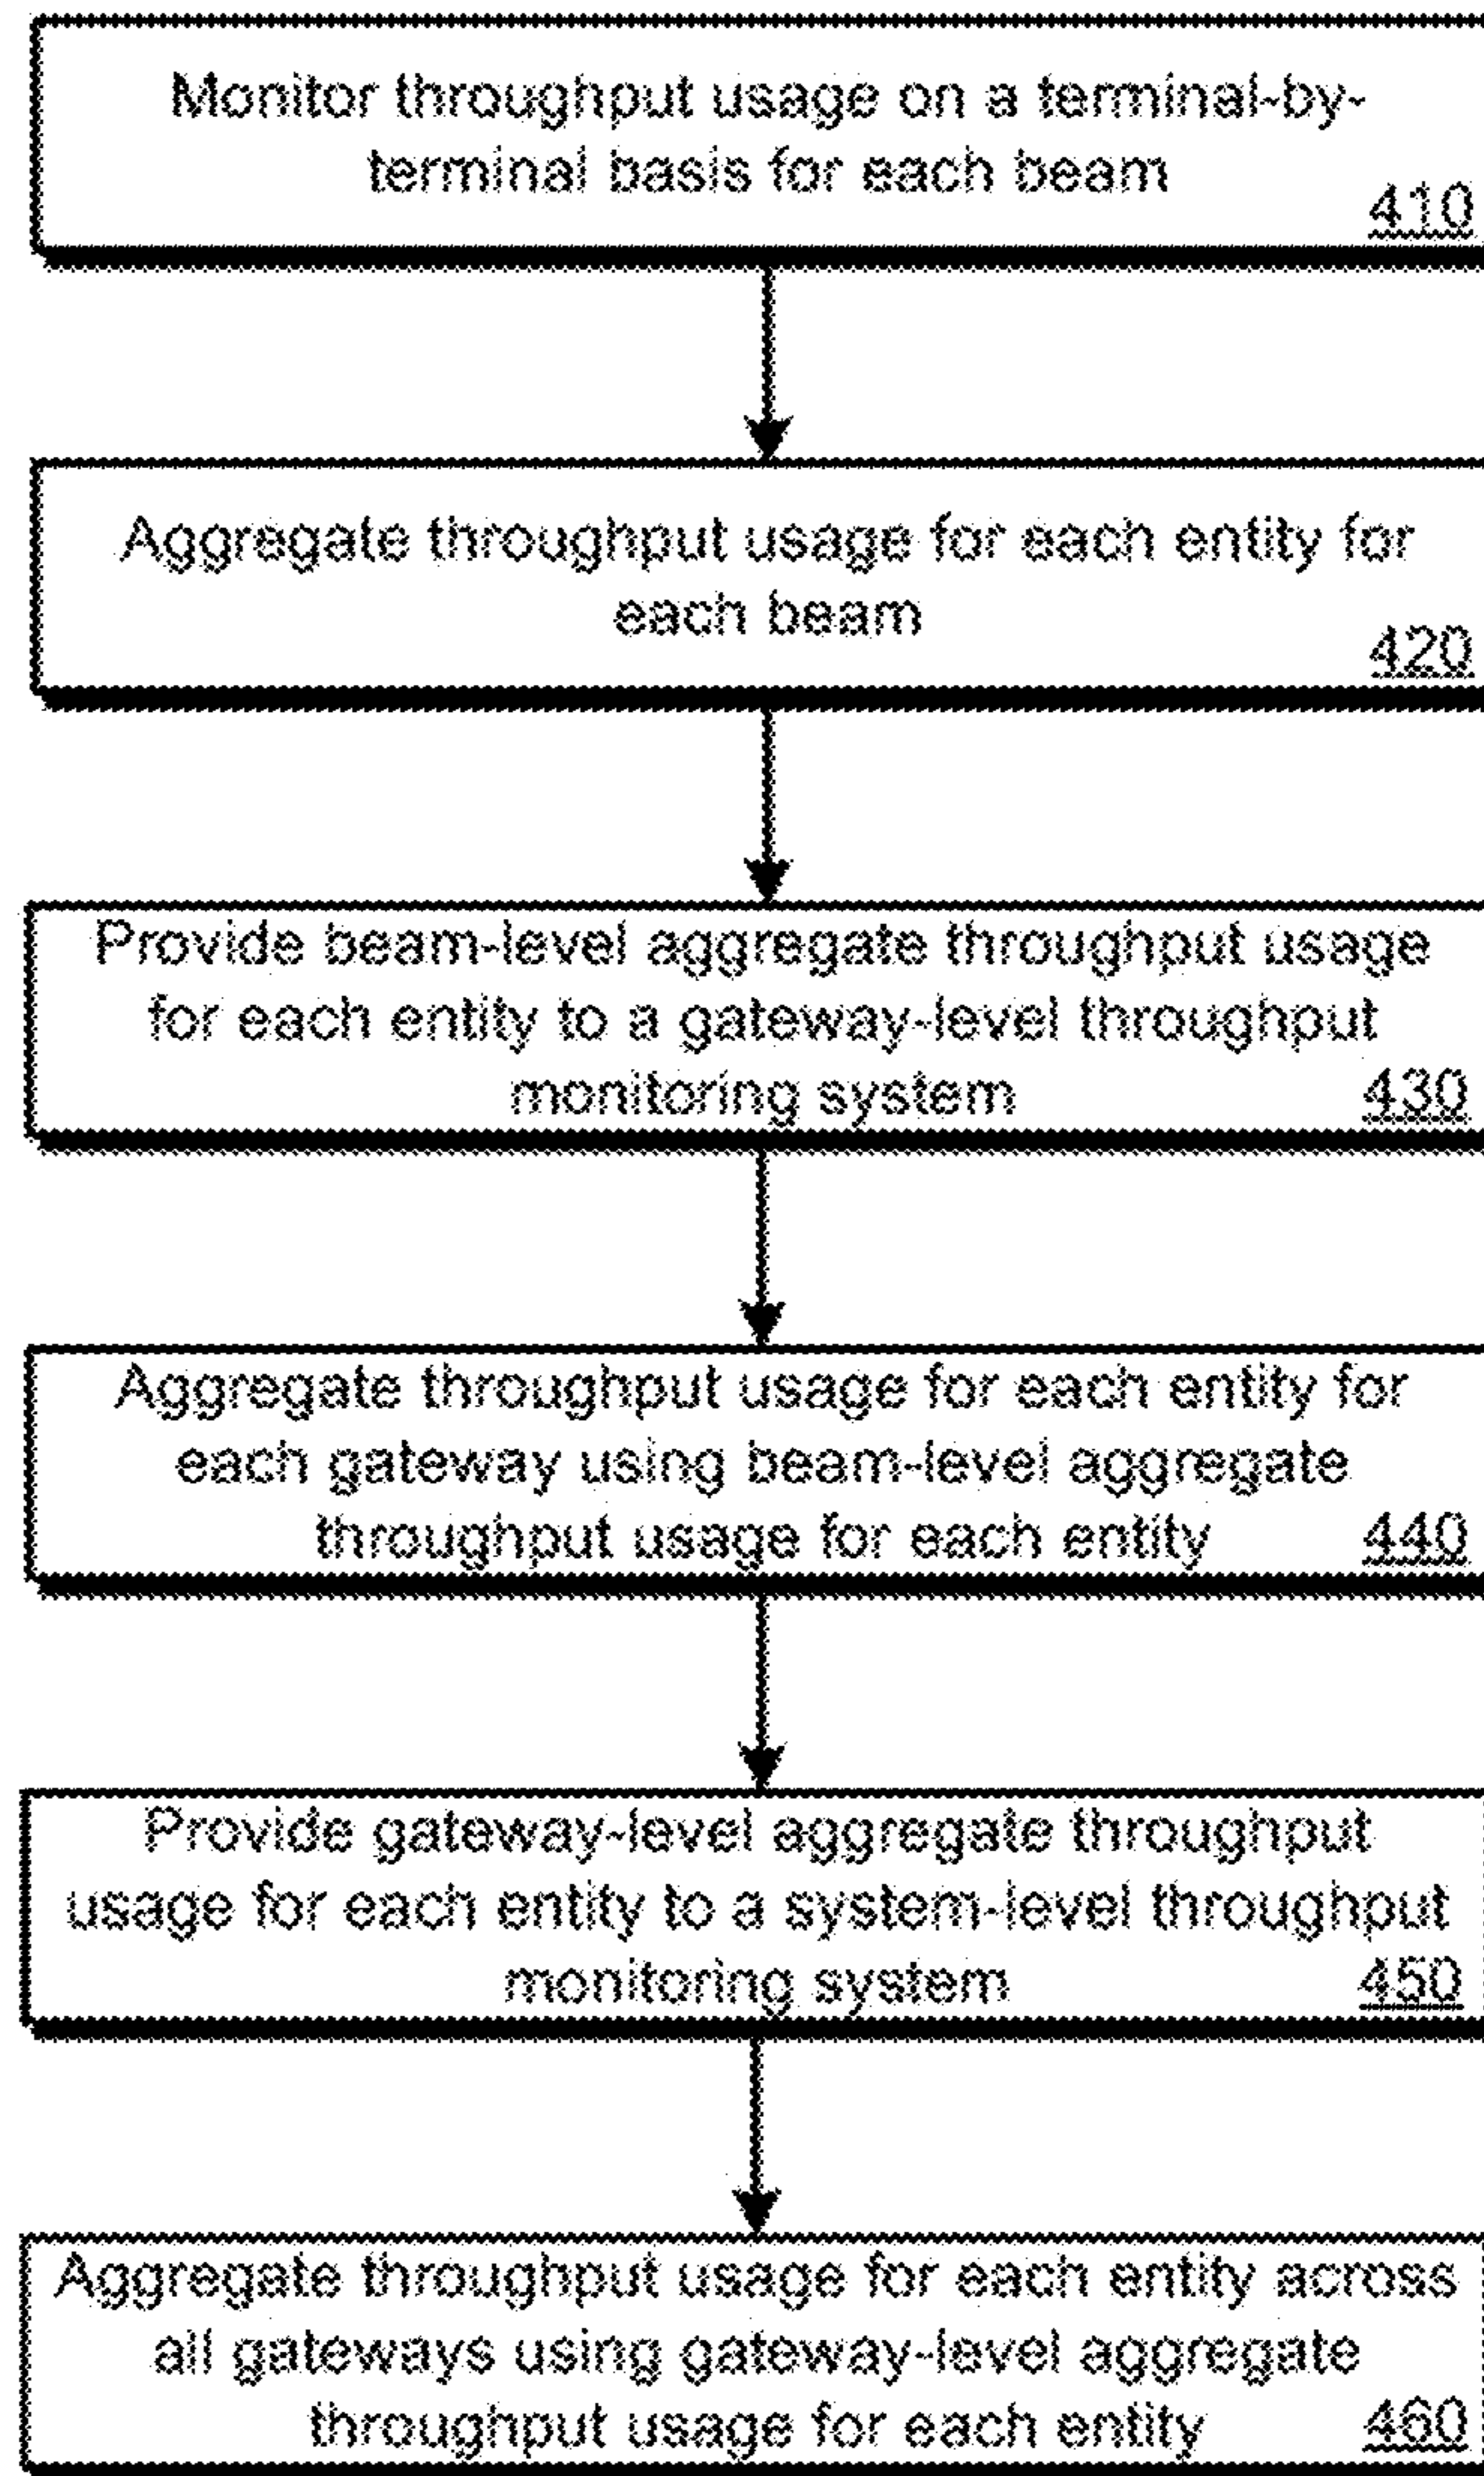 Monitor throughput usage on a terminal-by-
terminal basis for each beam
410
Aggregate throughput usage for each entity for
each beam
420
Provide beam-level aggregate throughput usage
for each entity to a gateway-level throughput
monitoring system
430
Aggregate throughput usage for each entity for
each gateway using beam-level aggregate
throughput usage for each entity
440
Provide gateway-level aggregate throughput
usage for each entity to a system-level throughput
monitoring system
450
Aggregate throughput usage for each entity across
all gateways using gateway-level aggregate
throughput usage for each entity
460